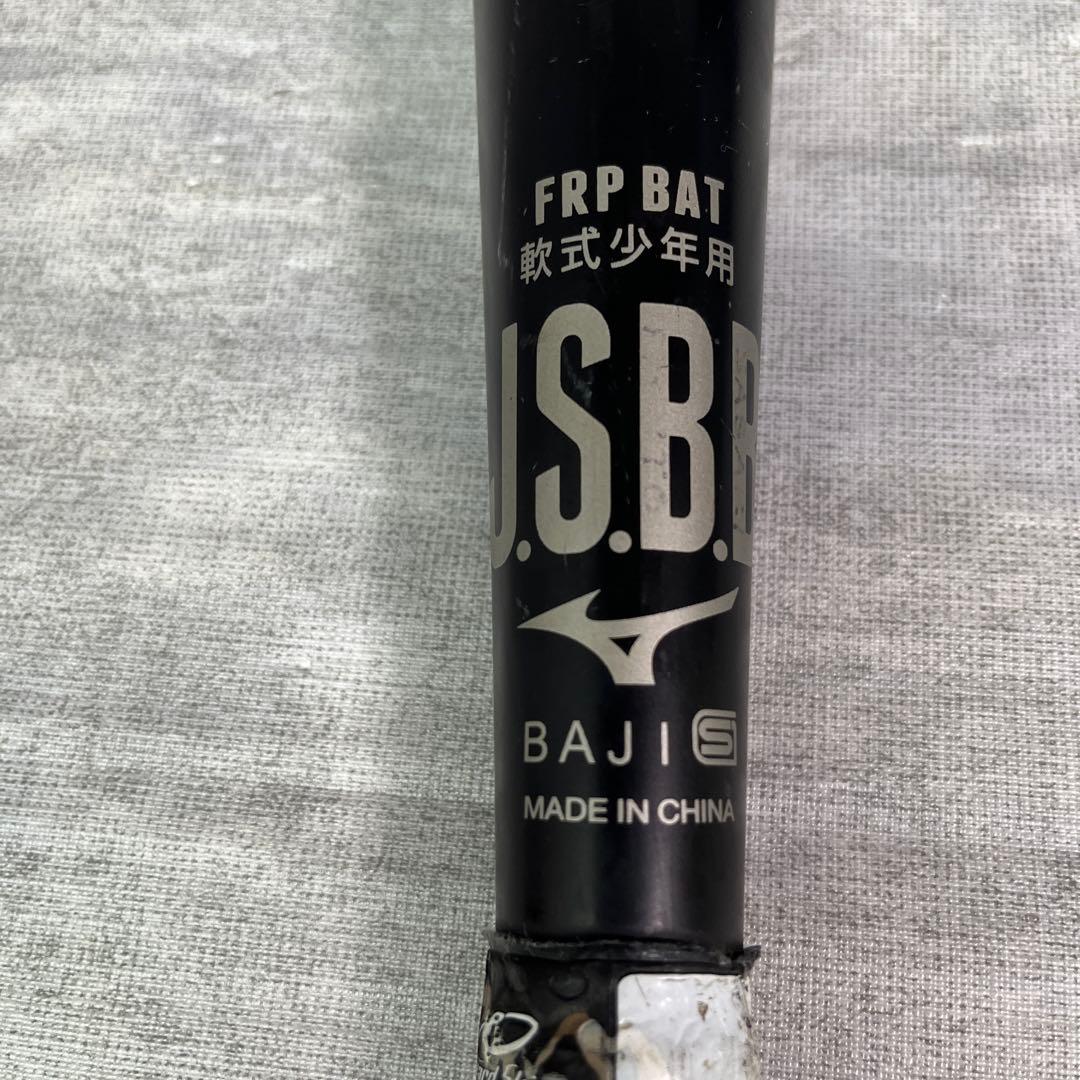 FRP BAT
軟式少年用
J.S.B.B
BAJI S
MADE IN CHINA